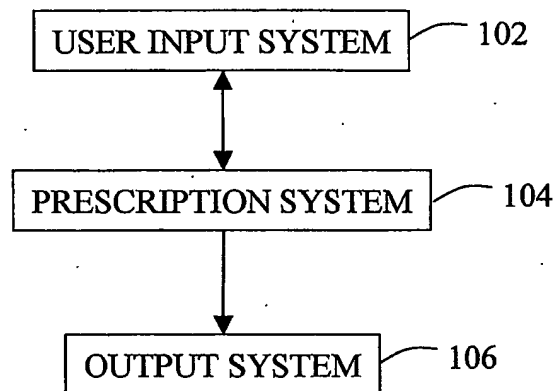 USER INPUT SYSTEM 102
PRESCRIPTION SYSTEM 104
OUTPUT SYSTEM 106